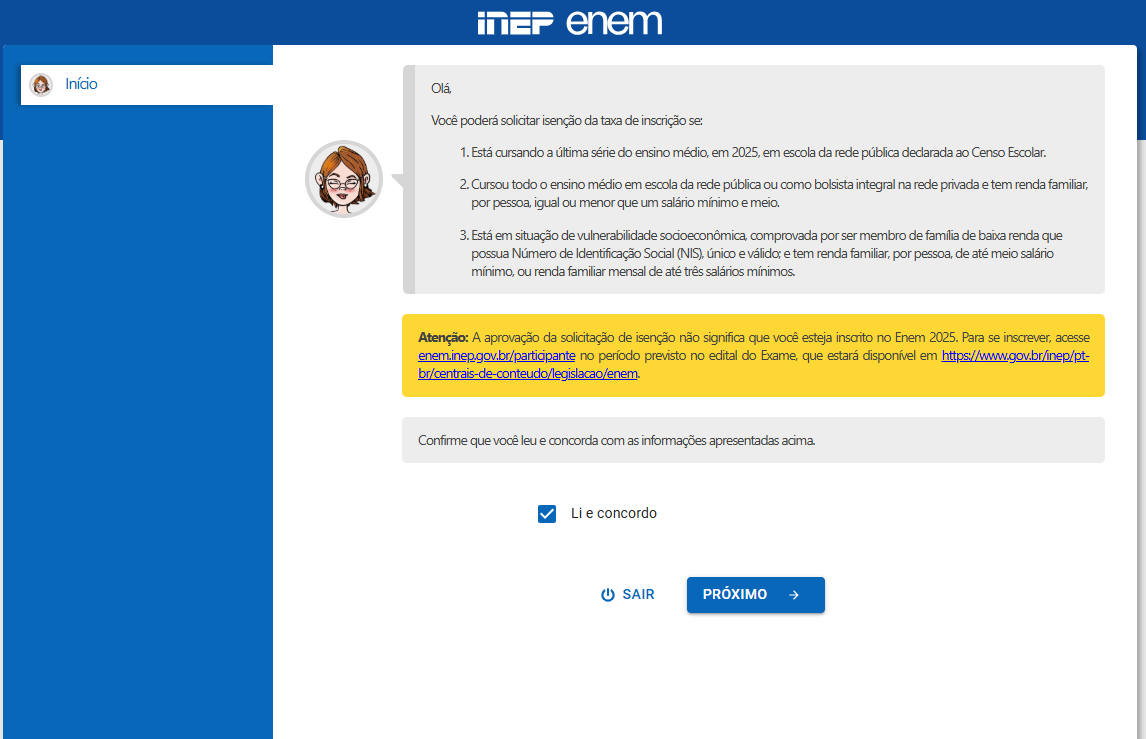 INEP enem
Início
Olá,
Você poderá solicitar isenção da taxa de inscrição se:
1. Está cursando a última série do ensino médio, em 2025, em escola da rede pública declarada ao Censo Escolar.
2. Cursou todo o ensino médio em escola da rede pública ou como bolsista integral na rede privada e tem renda familiar,
por pessoa, igual ou menor que um salário mínimo e meio.
3. Está em situação de vulnerabilidade socioeconômica, comprovada por ser membro de família de baixa renda que
possua Número de Identificação Social (NIS), único e válido; e tem renda familiar, por pessoa, de até meio salário
mínimo, ou renda familiar mensal de até três salários mínimos.
Atenção: A aprovação da solicitação de isenção não significa que você esteja inscrito no Enem 2025. Para se inscrever, acesse
enem.inep.gov.br/participante no período previsto no edital do Exame, que estará disponível em https://www.gov.br/inep/pt-
br/centrais-de-conteudo/legislacao/enem.
Confirme que você leu e concorda com as informações apresentadas acima.
Li e concordo
SAIR
PRÓXIMO